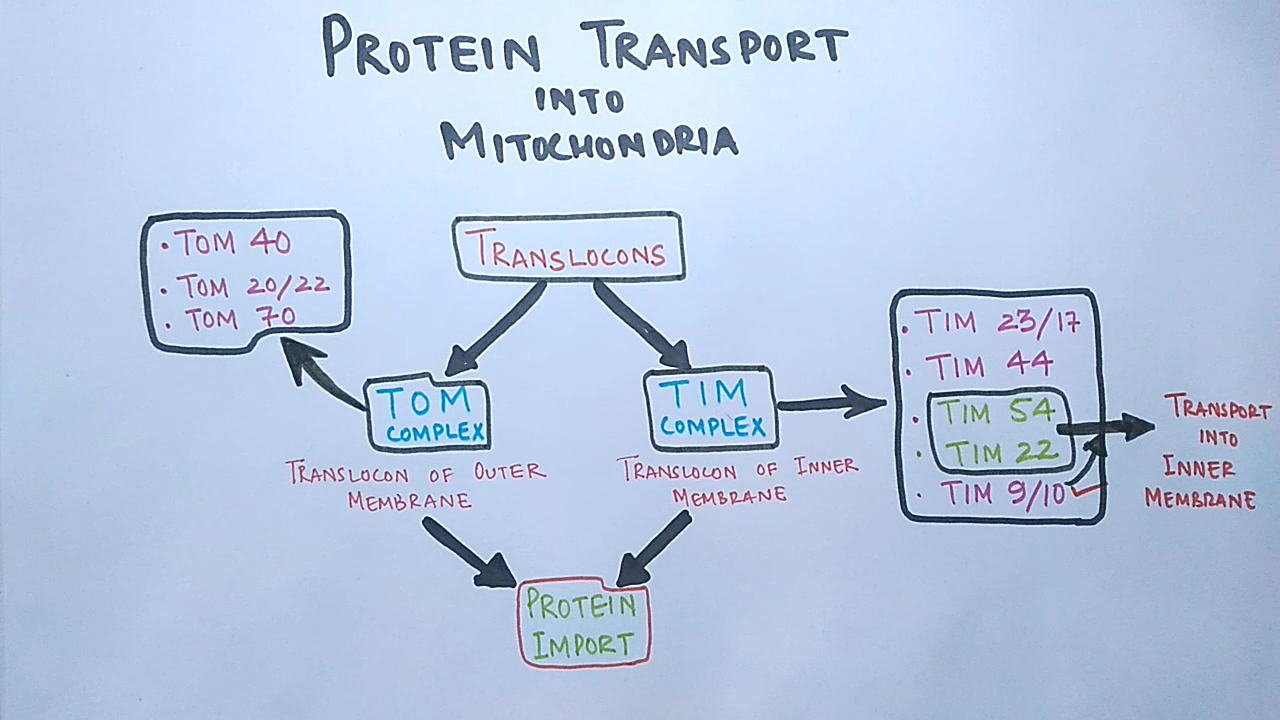 PROTEIN TRANSPORT
INTO
MITOCHONDRIA
TRANSLOCONS
• TOM 40
• TOM 20/22
• TOM 70
TOM
COMPLEX
TRANSLOCON OF OUTER
MEMBRANE
TIM
COMPLEX
TRANSLOCON OF INNER
MEMBRANE
• TIM 23/17
• TIM 44
• TIM 54
• TIM 22
• TIM 9/10
TRANSPORT
INTO
INNER
MEMBRANE
PROTEIN
IMPORT